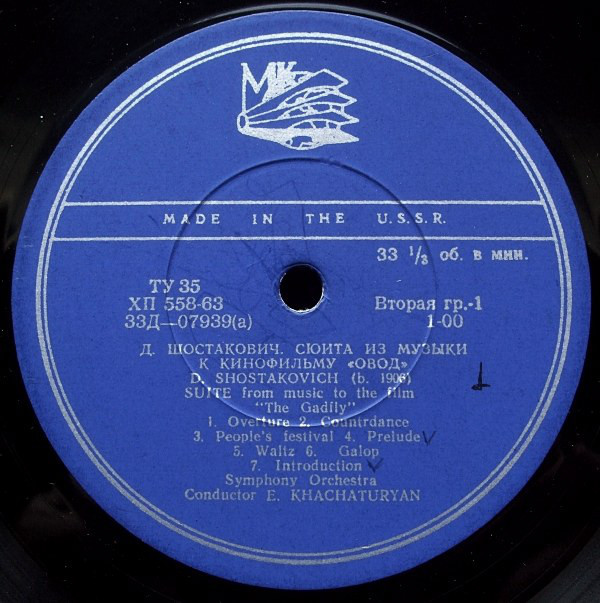 МК
MADE IN THE U.S.S.R.
33 1/3 об. в мин.
ТУ 35
ХП 558-63
33Д—07939(а)
Вторая гр.-1
1-00
Д. ШОСТАКОВИЧ. СЮИТА ИЗ МУЗЫКИ
К КИНОФИЛЬМУ «ОВОД»
D. SHOSTAKOVICH (b. 1906)
SUITE from music to the film
"The Gadfly"
1. Overture 2. Countrdance
3. People's festival 4. Prelude
5. Waltz 6. Galop
7. Introduction
Symphony Orchestra
Conductor E. KHACHATURYAN